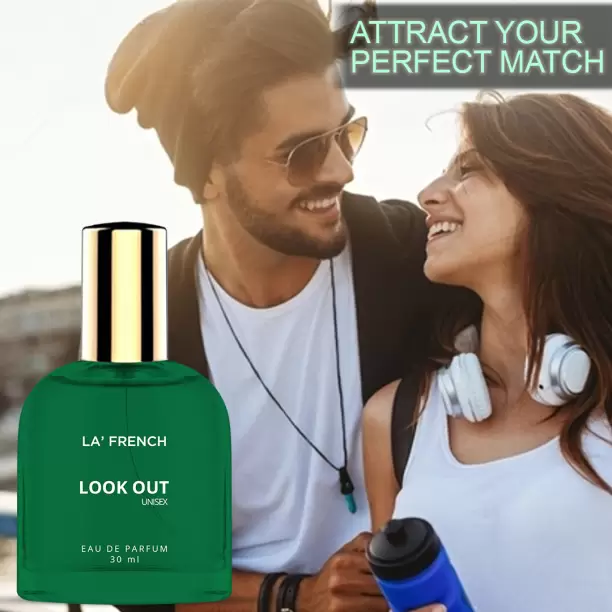 ATTRACT YOUR
PERFECT MATCH
LA' FRENCH
LOOK OUT
UNISEX
EAU DE PARFUM
30 ml